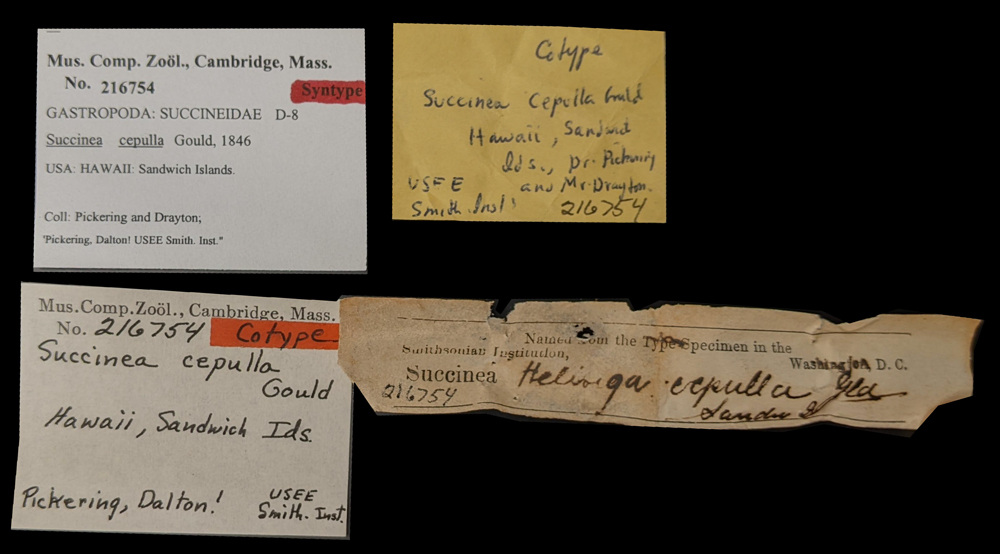 Mus. Comp. Zoöl., Cambridge, Mass.
No. 216754 Syntype
GASTROPODA: SUCCINEIDAE D-8
Succinea cepulla Gould, 1846
USA: HAWAII: Sandwich Islands.
Coll: Pickering and Drayton;
"Pickering, Dalton! USEE Smith. Inst."
Cotype
Succinea Cepulla Gould
Hawaii, Sandwid
Ids., Dr. Pickering
USEE and Mr. Drayton.
Smith. Inst! 216754
Mus.Comp.Zoöl., Cambridge, Mass.
No. 216754 Cotype
Succinea cepulla
Gould
Hawaii, Sandwich Ids.
Pickering, Dalton! USEE
Smith. Inst.
Named from the Type Specimen in the
Smithsonian Institution, Washington, D. C.
Succinea cepulla Gld
216754